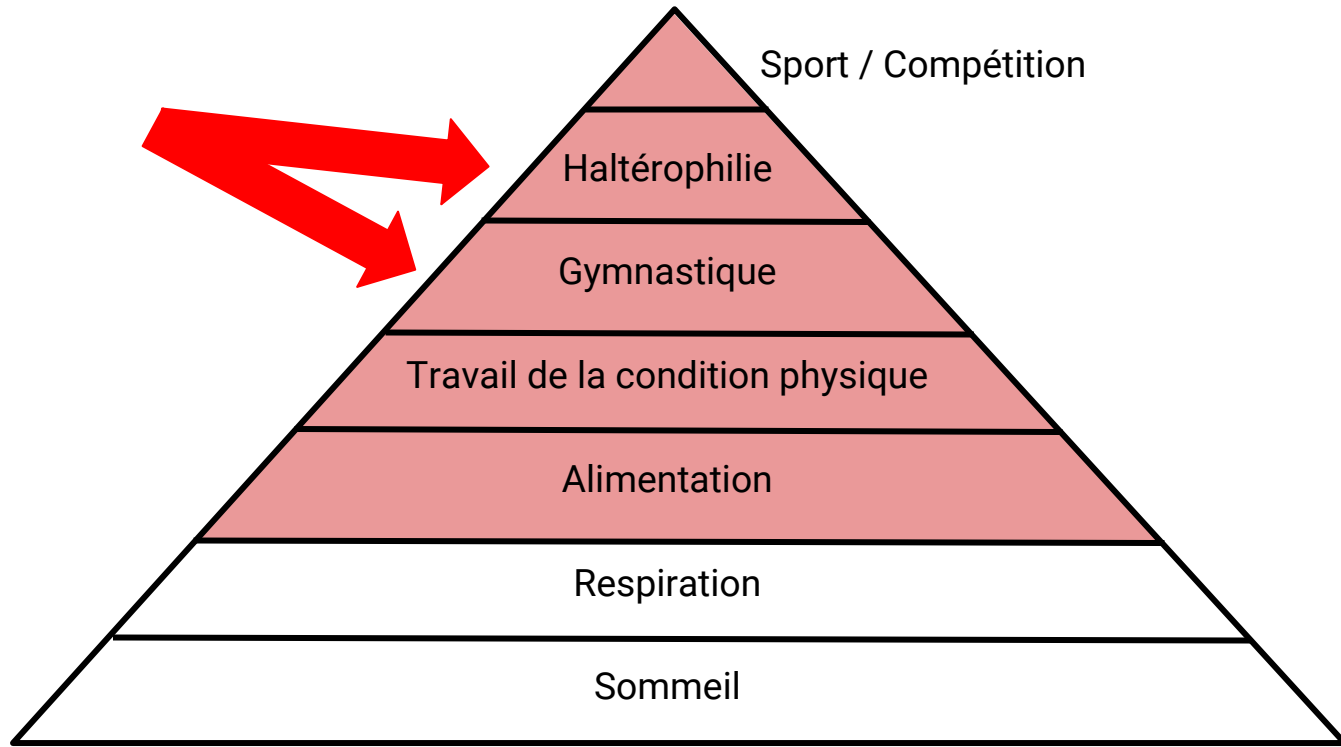 Sport / Compétition
Haltérophilie
Gymnastique
Travail de la condition physique
Alimentation
Respiration
Sommeil